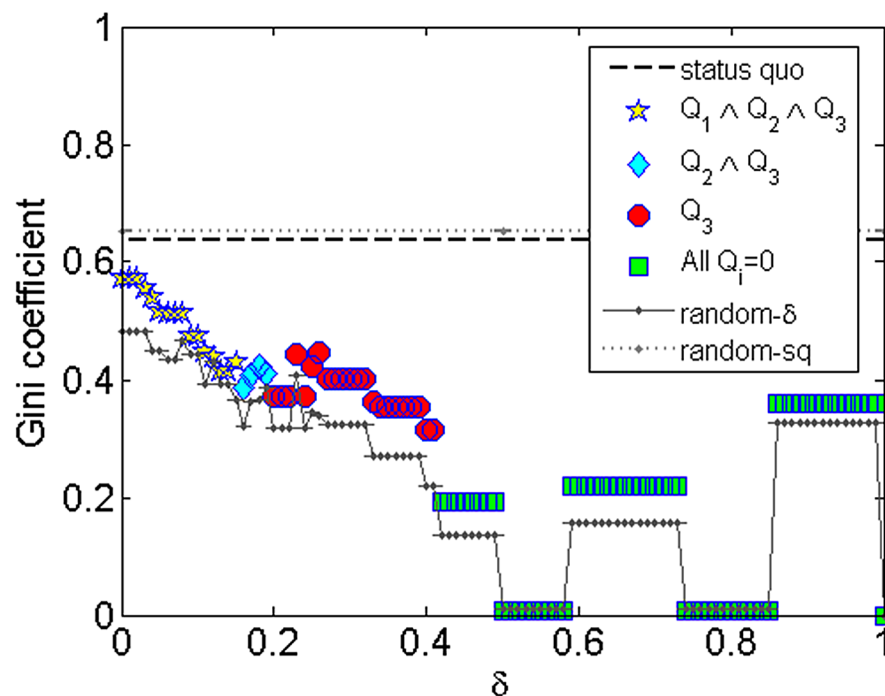 1
0.8
0.6
0.4
0.2
0
0 0.2 0.4 0.6 0.8 1
Gini coefficient
δ
status quo
Q1 ∧ Q2 ∧ Q3
Q2 ∧ Q3
Q3
All Qi=0
random-δ
random-sq